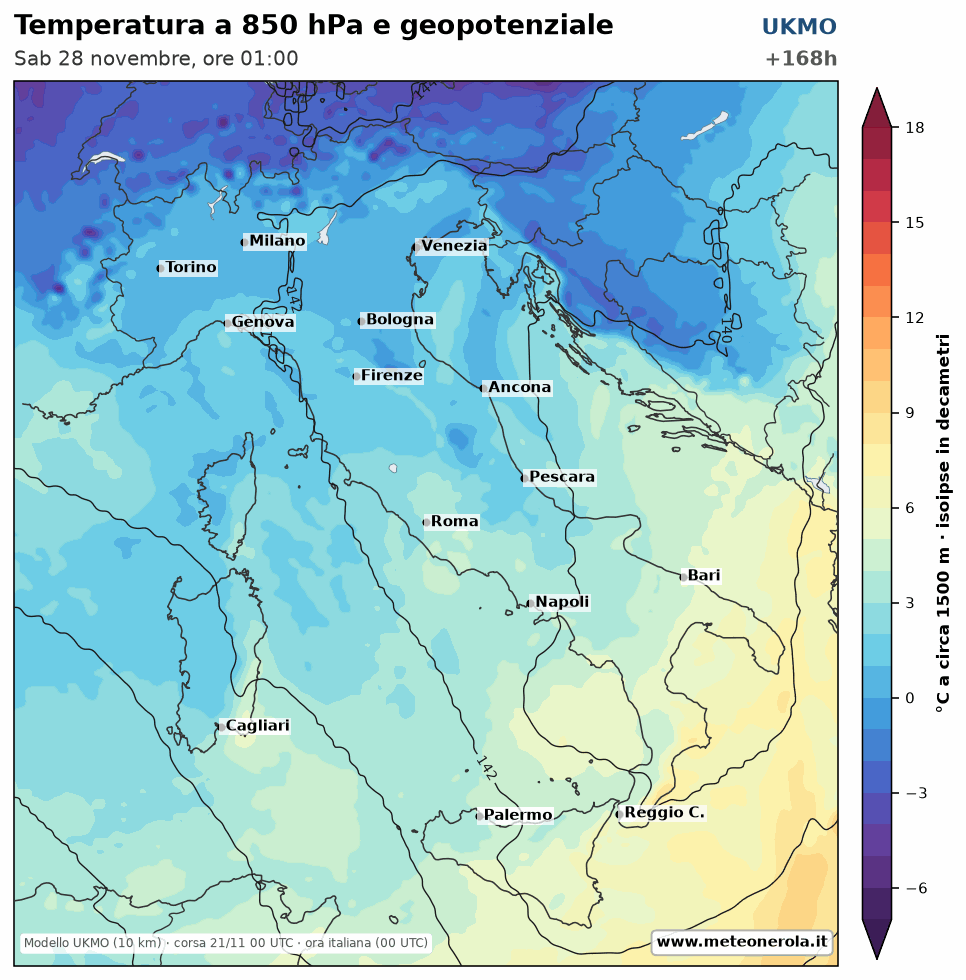 Temperatura a 850 hPa e geopotenziale
UKMO
Sab 28 novembre, ore 01:00
+168h
Milano
Venezia
Torino
Genova
Bologna
Firenze
Ancona
140
Pescara
Roma
Bari
Napoli
Cagliari
142
Palermo
Reggio C.
18
15
12
9
6
3
0
−3
−6
°C a circa 1500 m · isoipse in decametri
Modello UKMO (10 km) · corsa 21/11 00 UTC · ora italiana (00 UTC)
www.meteonerola.it